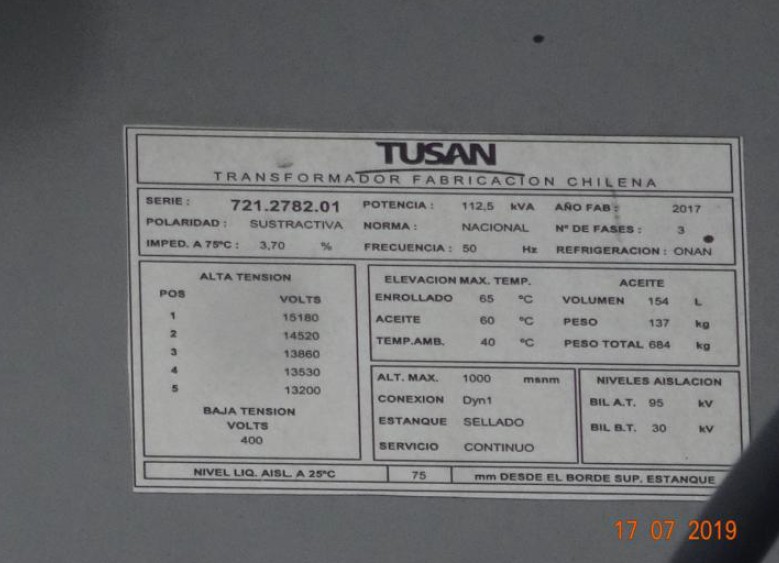 TUSAN
TRANSFORMADOR FABRICACION CHILENA
SERIE : 721.2782.01 POTENCIA : 112,5 kVA AÑO FAB : 2017
POLARIDAD : SUSTRACTIVA NORMA : NACIONAL Nº DE FASES : 3
IMPED. A 75ºC : 3,70 % FRECUENCIA : 50 Hz REFRIGERACION : ONAN
ALTA TENSION
POS VOLTS
1 15180
2 14520
3 13860
4 13530
5 13200
BAJA TENSION
VOLTS
400
ELEVACION MAX. TEMP. ACEITE
ENROLLADO 65 ºC VOLUMEN 154 L
ACEITE 60 ºC PESO 137 kg
TEMP.AMB. 40 ºC PESO TOTAL 684 kg
ALT. MAX. 1000 msnm
CONEXION Dyn1
ESTANQUE SELLADO
SERVICIO CONTINUO
NIVELES AISLACION
BIL A.T. 95 kV
BIL B.T. 30 kV
NIVEL LIQ. AISL. A 25ºC 75 mm DESDE EL BORDE SUP. ESTANQUE
17 07 2019